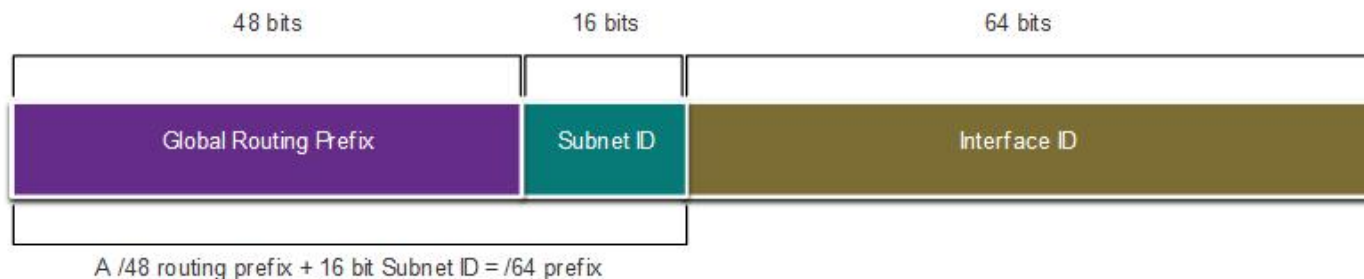 48 bits 16 bits 64 bits
Global Routing Prefix Subnet ID Interface ID
A /48 routing prefix + 16 bit Subnet ID = /64 prefix